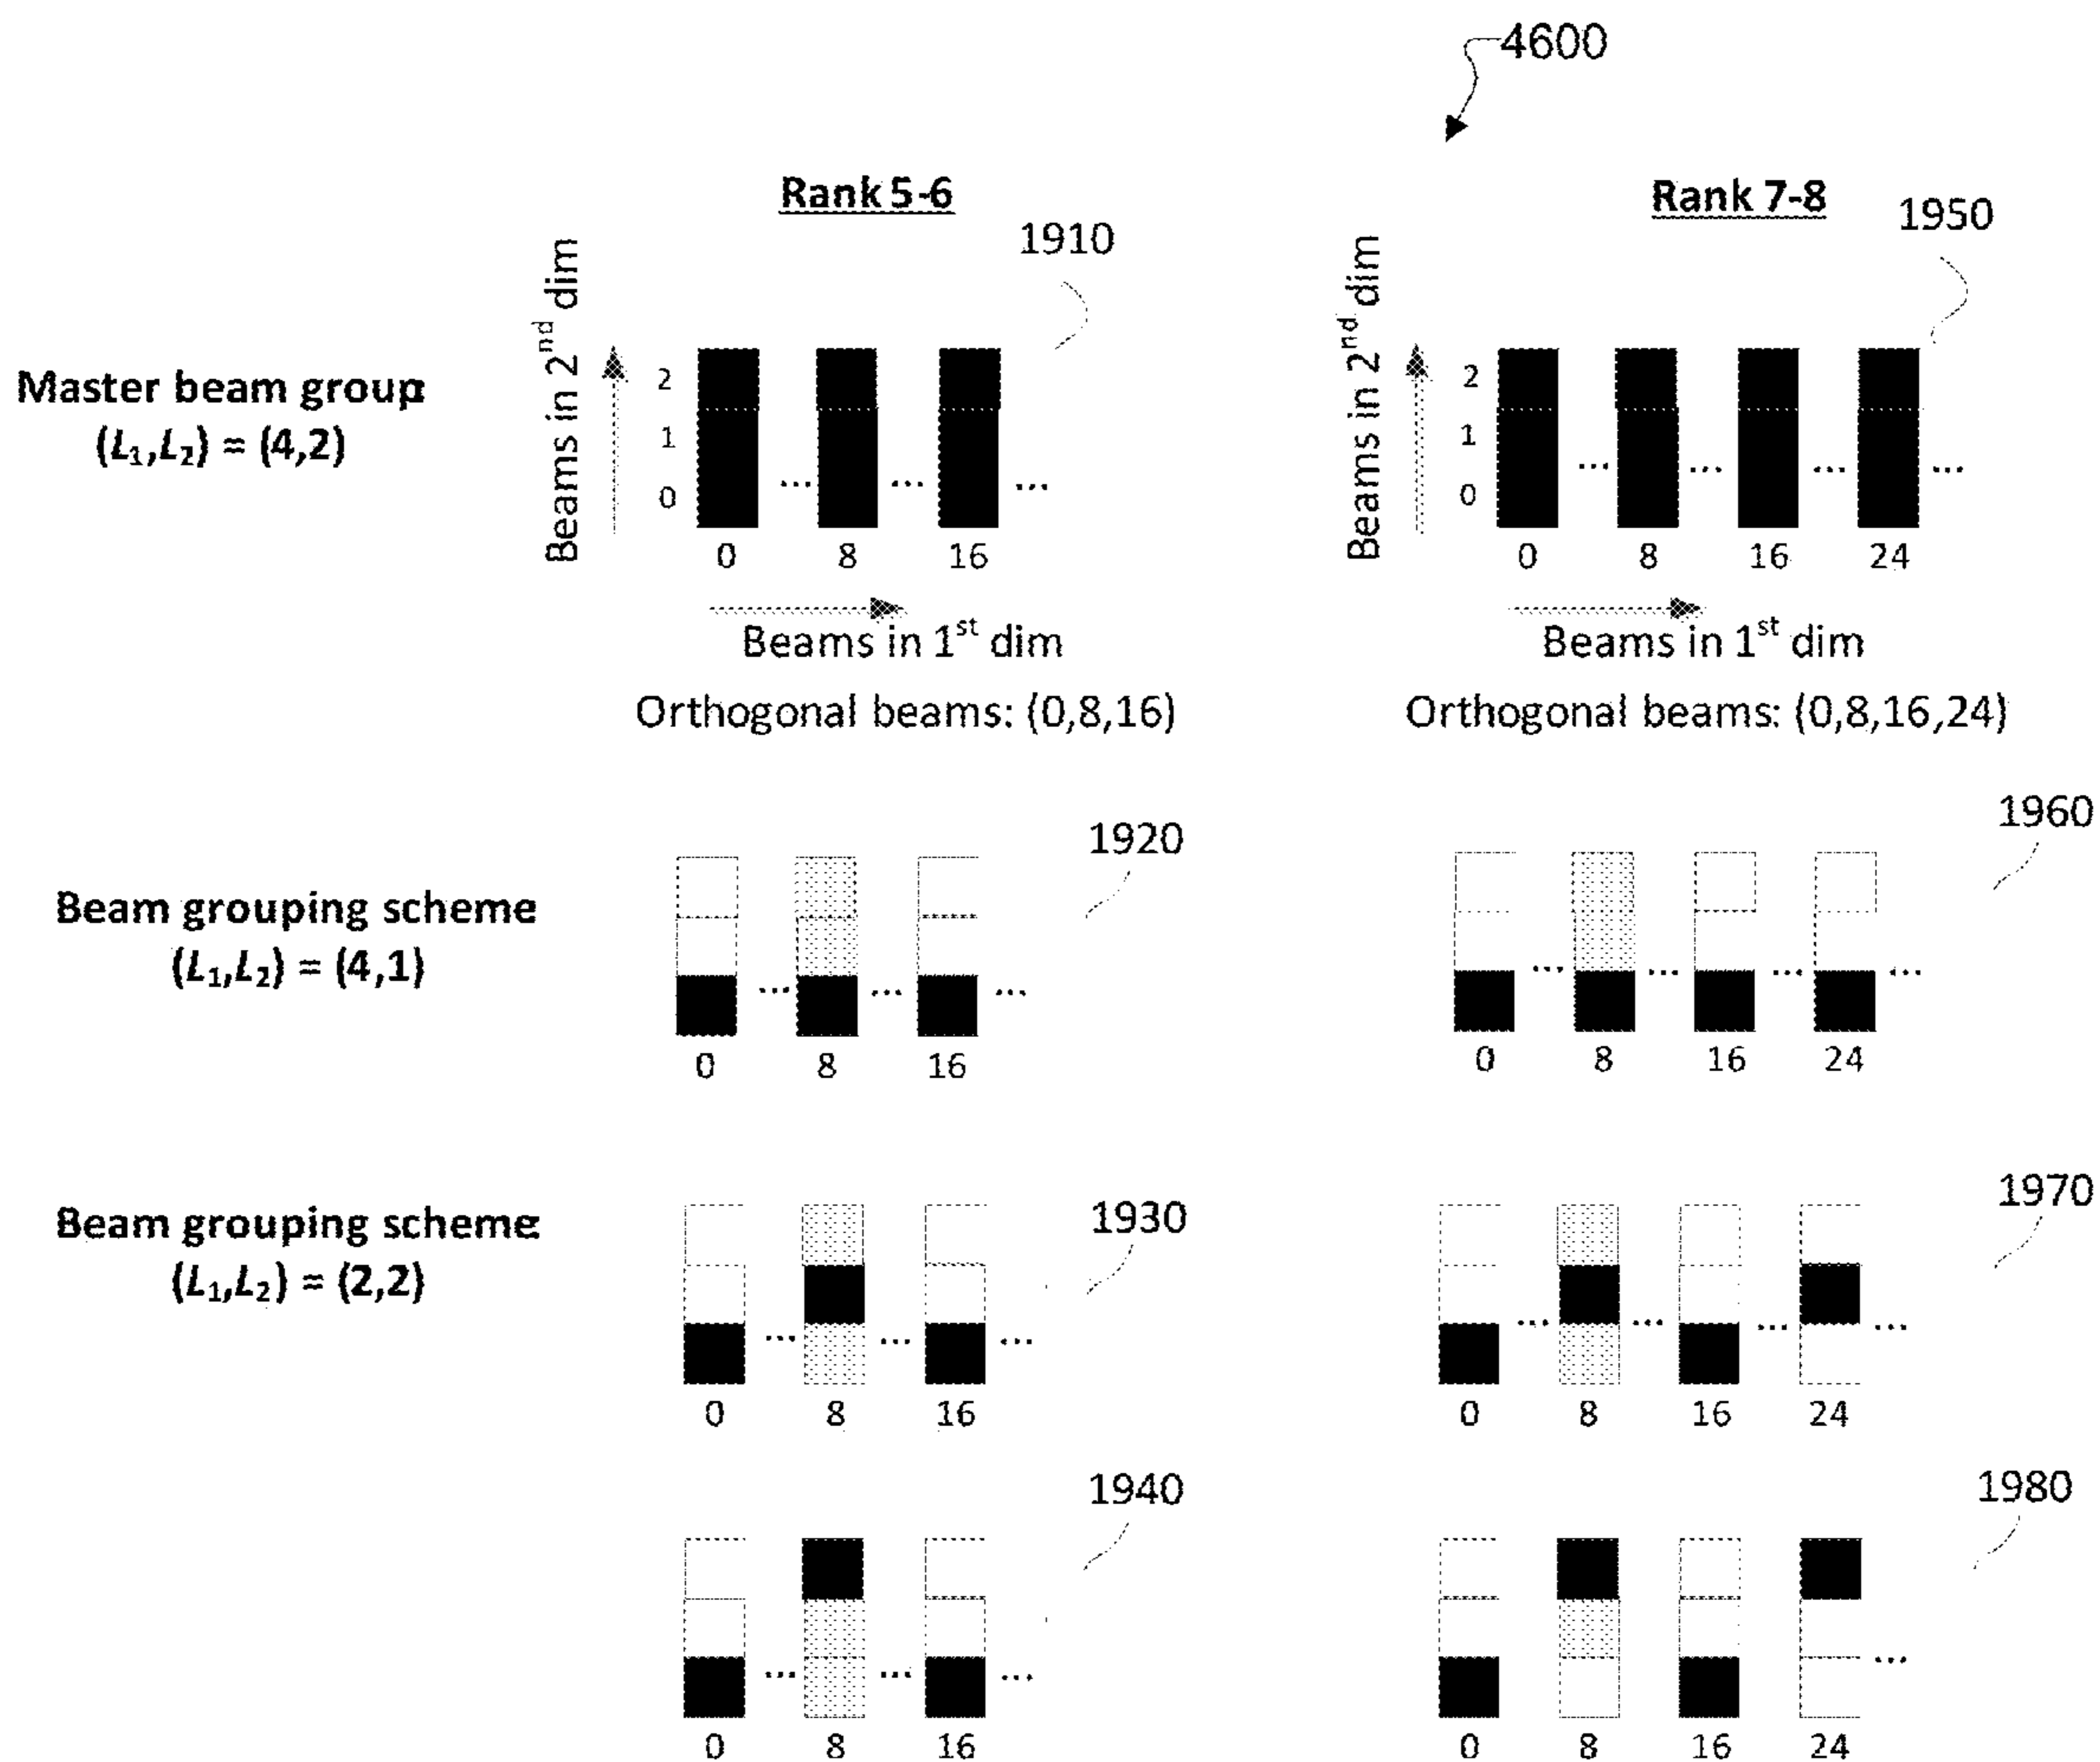 4600
Rank 5-6
Rank 7-8
1910
1950
Beams in 2nd dim
Beams in 2nd dim
Master beam group
(L1,L2) = (4,2)
2
1
0
... ... ...
0 8 16
2
1
0
... ... ... ...
0 8 16 24
Beams in 1st dim
Beams in 1st dim
Orthogonal beams: (0,8,16)
Orthogonal beams: (0,8,16,24)
Beam grouping scheme
(L1,L2) = (4,1)
1920
... ... ...
0 8 16
1960
... ... ... ...
0 8 16 24
Beam grouping scheme
(L1,L2) = (2,2)
1930
... ... ...
0 8 16
1970
... ... ... ...
0 8 16 24
1940
... ... ...
0 8 16
1980
...
0 8 16 24